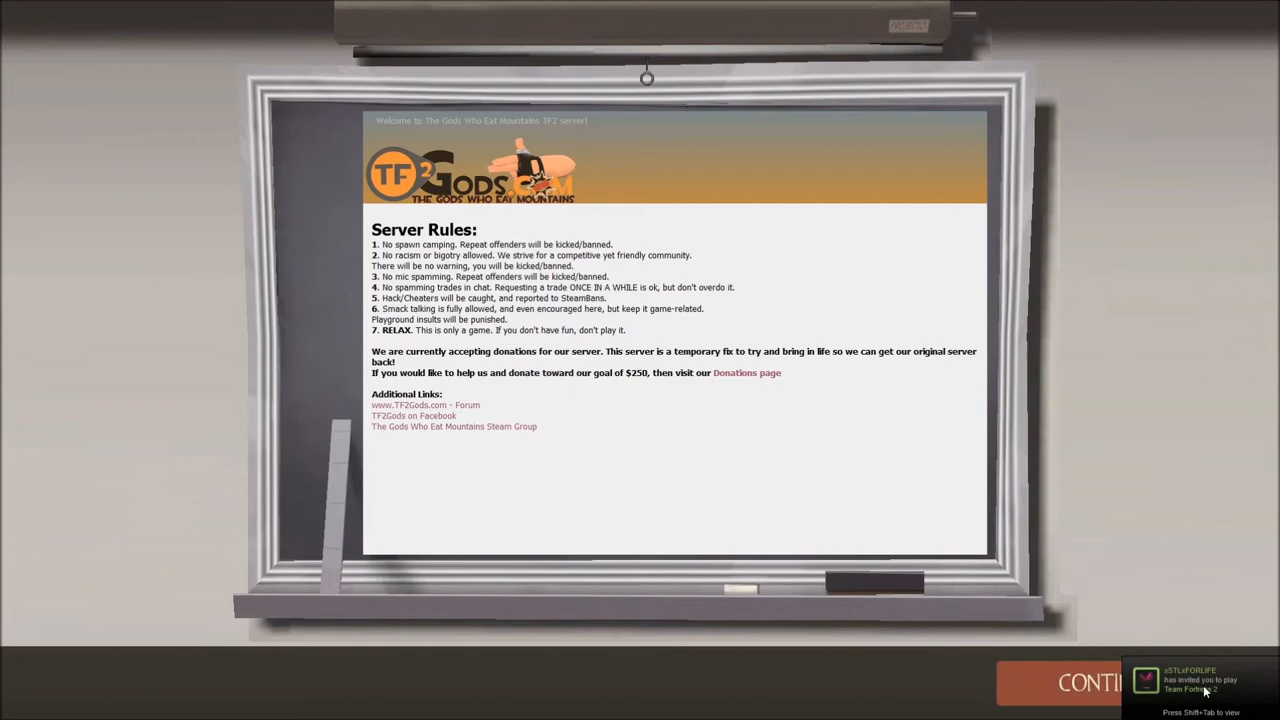 Welcome to The Gods Who Eat Mountains TF2 server!
TF2GODS.COM
THE GODS WHO EAT MOUNTAINS
Server Rules:
1. No spawn camping. Repeat offenders will be kicked/banned.
2. No racism or bigotry allowed. We strive for a competitive yet friendly community.
There will be no warning, you will be kicked/banned.
3. No mic spamming. Repeat offenders will be kicked/banned.
4. No spamming trades in chat. Requesting a trade ONCE IN A WHILE is ok, but don't overdo it.
5. Hack/Cheaters will be caught, and reported to SteamBans.
6. Smack talking is fully allowed, and even encouraged here, but keep it game-related.
Playground insults will be punished.
7. RELAX. This is only a game. If you don't have fun, don't play it.
We are currently accepting donations for our server. This server is a temporary fix to try and bring in life so we can get our original server
back!
If you would like to help us and donate toward our goal of $250, then visit our Donations page
Additional Links:
www.TF2Gods.com - Forum
TF2Gods on Facebook
The Gods Who Eat Mountains Steam Group
CONTI
xSTLxFORLIFE
has invited you to play
Team Fortress 2
Press Shift+Tab to view